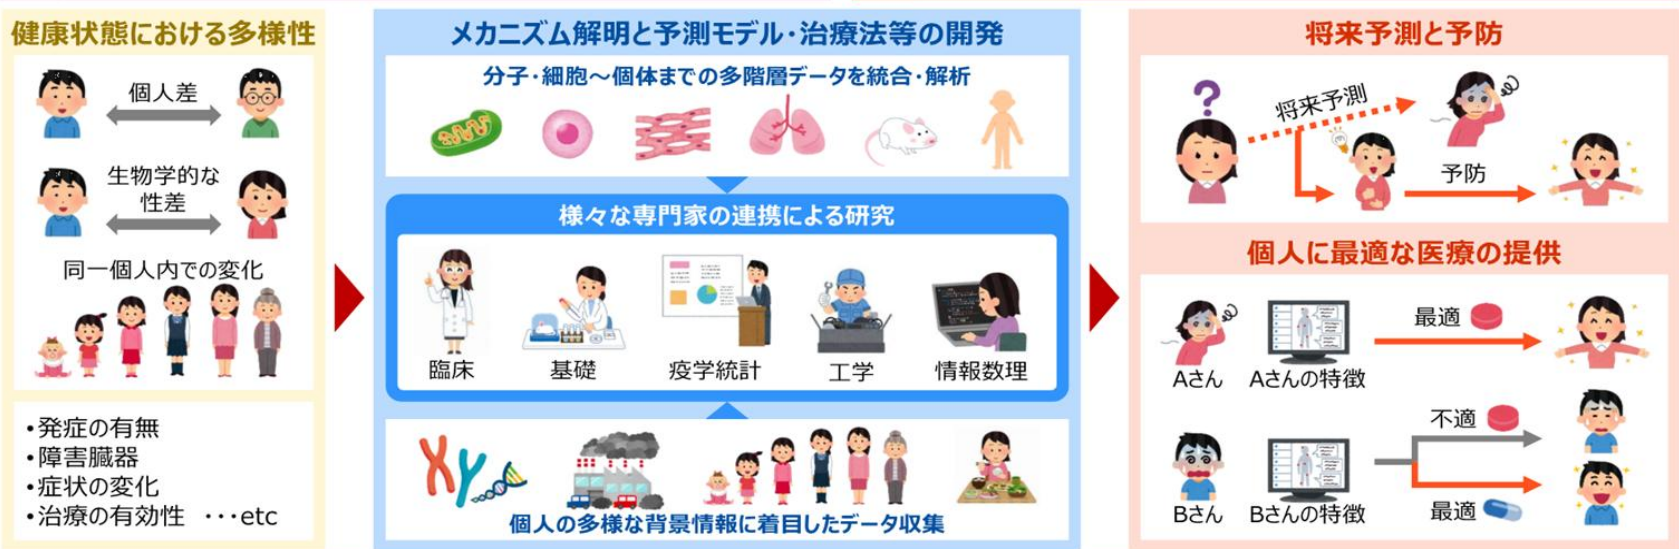 健康状態における多様性
個人差
生物学的な
性差
同一個人内での変化
•発症の有無
•障害臓器
•症状の変化
•治療の有効性 ･･･etc
メカニズム解明と予測モデル・治療法等の開発
分子・細胞～個体までの多階層データを統合・解析
様々な専門家の連携による研究
臨床
基礎
疫学統計
工学
情報数理
個人の多様な背景情報に着目したデータ収集
将来予測と予防
?
将来予測
予防
個人に最適な医療の提供
最適
Aさん
Aさんの特徴
不適
最適
Bさん
Bさんの特徴